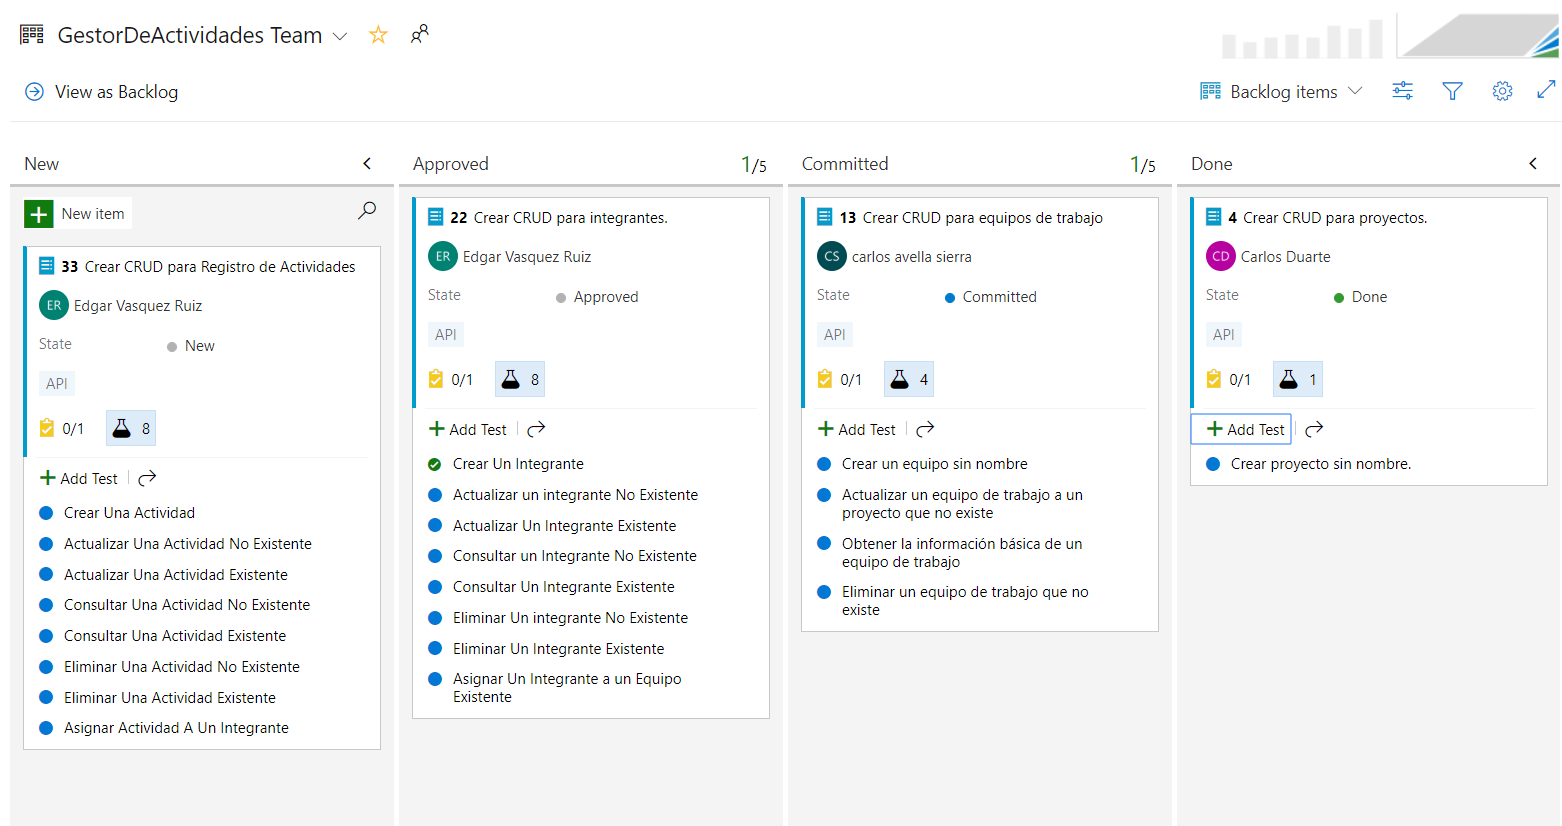 GestorDeActividades Team
View as Backlog
Backlog items
New
New item
33 Crear CRUD para Registro de Actividades
ER Edgar Vasquez Ruiz
State New
API
0/1 8
Add Test
Crear Una Actividad
Actualizar Una Actividad No Existente
Actualizar Una Actividad Existente
Consultar Una Actividad No Existente
Consultar Una Actividad Existente
Eliminar Una Actividad No Existente
Eliminar Una Actividad Existente
Asignar Actividad A Un Integrante
Approved 1/5
22 Crear CRUD para integrantes.
ER Edgar Vasquez Ruiz
State Approved
API
0/1 8
Add Test
Crear Un Integrante
Actualizar un integrante No Existente
Actualizar Un Integrante Existente
Consultar un Integrante No Existente
Consultar Un Integrante Existente
Eliminar Un integrante No Existente
Eliminar Un Integrante Existente
Asignar Un Integrante a un Equipo
Existente
Committed 1/5
13 Crear CRUD para equipos de trabajo
CS carlos avella sierra
State Committed
API
0/1 4
Add Test
Crear un equipo sin nombre
Actualizar un equipo de trabajo a un
proyecto que no existe
Obtener la información básica de un
equipo de trabajo
Eliminar un equipo de trabajo que no
existe
Done
4 Crear CRUD para proyectos.
CD Carlos Duarte
State Done
API
0/1 1
Add Test
Crear proyecto sin nombre.